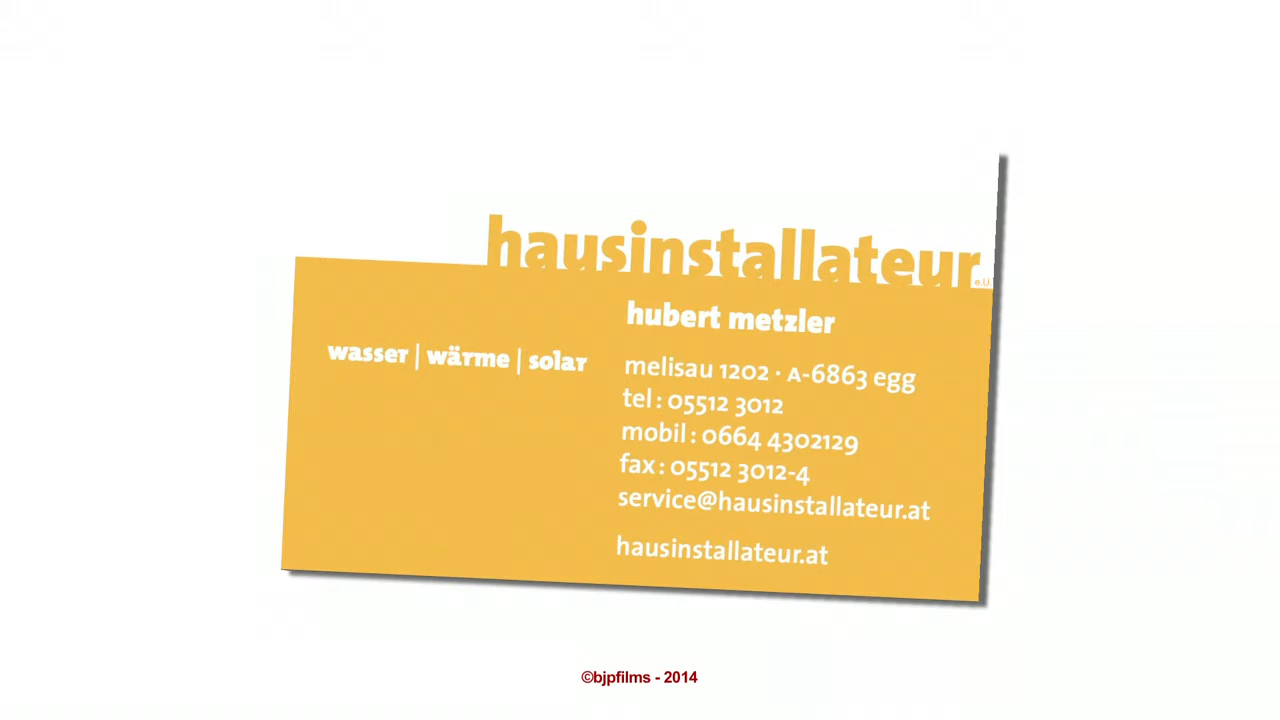 hausinstallateur
e.U.
hubert metzler
wasser | wärme | solar
melisau 1202 · A-6863 egg
tel : 05512 3012
mobil : 0664 4302129
fax : 05512 3012-4
service@hausinstallateur.at
hausinstallateur.at
©bjpfilms - 2014